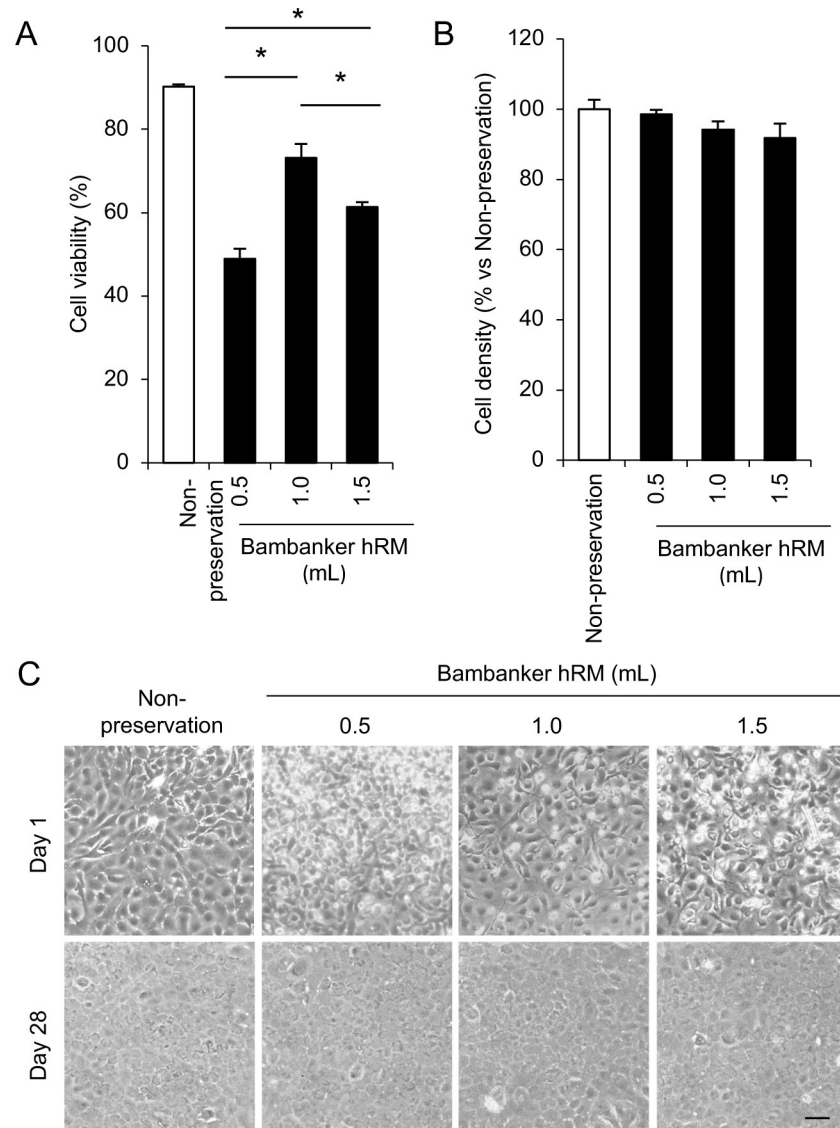 A
*
*
*
100
80
60
40
20
0
Cell viability (%)
Non-
preservation
0.5
1.0
1.5
Bambanker hRM
(mL)
B
120
100
80
60
40
20
0
Cell density (% vs Non-preservation)
Non-preservation
0.5
1.0
1.5
Bambanker hRM
(mL)
C
Bambanker hRM (mL)
Non-
preservation
0.5
1.0
1.5
Day 1
Day 28